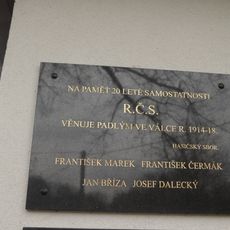 NA PAMĚT 20 LETÉ SAMOSTATNOSTI
R.Č.S.
VĚNUJE PADLÝM VE VÁLCE R. 1914-18.
HASIČSKÝ SBOR.
FRANTIŠEK MAREK FRANTIŠEK ČERMÁK
JAN BŘÍZA JOSEF DALECKÝ